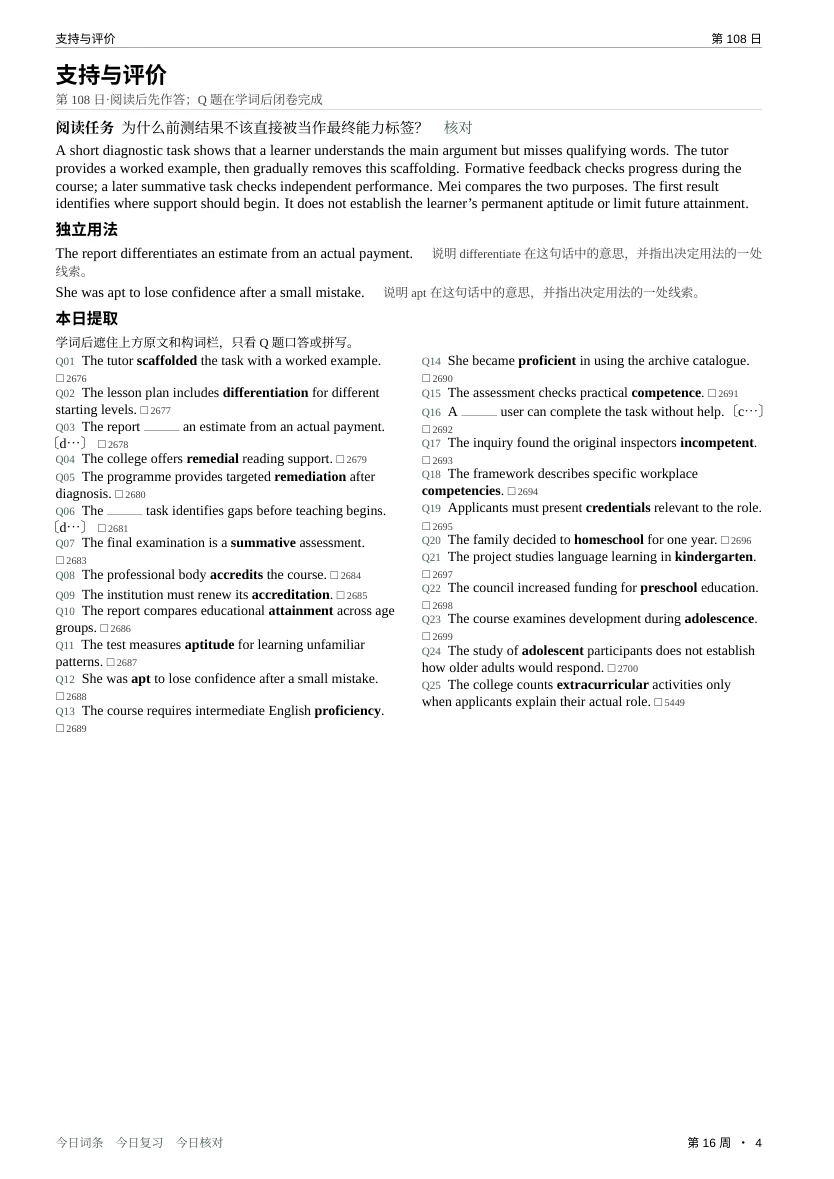 支持与评价 第 108 日
支持与评价
第 108 日·阅读后先作答；Q 题在学词后闭卷完成
阅读任务 为什么前测结果不该直接被当作最终能力标签？ 核对
A short diagnostic task shows that a learner understands the main argument but misses qualifying words. The tutor
provides a worked example, then gradually removes this scaffolding. Formative feedback checks progress during the
course; a later summative task checks independent performance. Mei compares the two purposes. The first result
identifies where support should begin. It does not establish the learner’s permanent aptitude or limit future attainment.
独立用法
The report differentiates an estimate from an actual payment. 说明 differentiate 在这句话中的意思，并指出决定用法的一处
线索。
She was apt to lose confidence after a small mistake. 说明 apt 在这句话中的意思，并指出决定用法的一处线索。
本日提取
学词后遮住上方原文和构词栏，只看 Q 题口答或拼写。
Q01 The tutor scaffolded the task with a worked example.
□ 2676
Q02 The lesson plan includes differentiation for different
starting levels. □ 2677
Q03 The report _____ an estimate from an actual payment.
〔d⋯〕 □ 2678
Q04 The college offers remedial reading support. □ 2679
Q05 The programme provides targeted remediation after
diagnosis. □ 2680
Q06 The _____ task identifies gaps before teaching begins.
〔d⋯〕 □ 2681
Q07 The final examination is a summative assessment.
□ 2683
Q08 The professional body accredits the course. □ 2684
Q09 The institution must renew its accreditation. □ 2685
Q10 The report compares educational attainment across age
groups. □ 2686
Q11 The test measures aptitude for learning unfamiliar
patterns. □ 2687
Q12 She was apt to lose confidence after a small mistake.
□ 2688
Q13 The course requires intermediate English proficiency.
□ 2689
Q14 She became proficient in using the archive catalogue.
□ 2690
Q15 The assessment checks practical competence. □ 2691
Q16 A _____ user can complete the task without help.〔c⋯〕
□ 2692
Q17 The inquiry found the original inspectors incompetent.
□ 2693
Q18 The framework describes specific workplace
competencies. □ 2694
Q19 Applicants must present credentials relevant to the role.
□ 2695
Q20 The family decided to homeschool for one year. □ 2696
Q21 The project studies language learning in kindergarten.
□ 2697
Q22 The council increased funding for preschool education.
□ 2698
Q23 The course examines development during adolescence.
□ 2699
Q24 The study of adolescent participants does not establish
how older adults would respond. □ 2700
Q25 The college counts extracurricular activities only
when applicants explain their actual role. □ 5449
今日词条 今日复习 今日核对 第 16 周 · 4